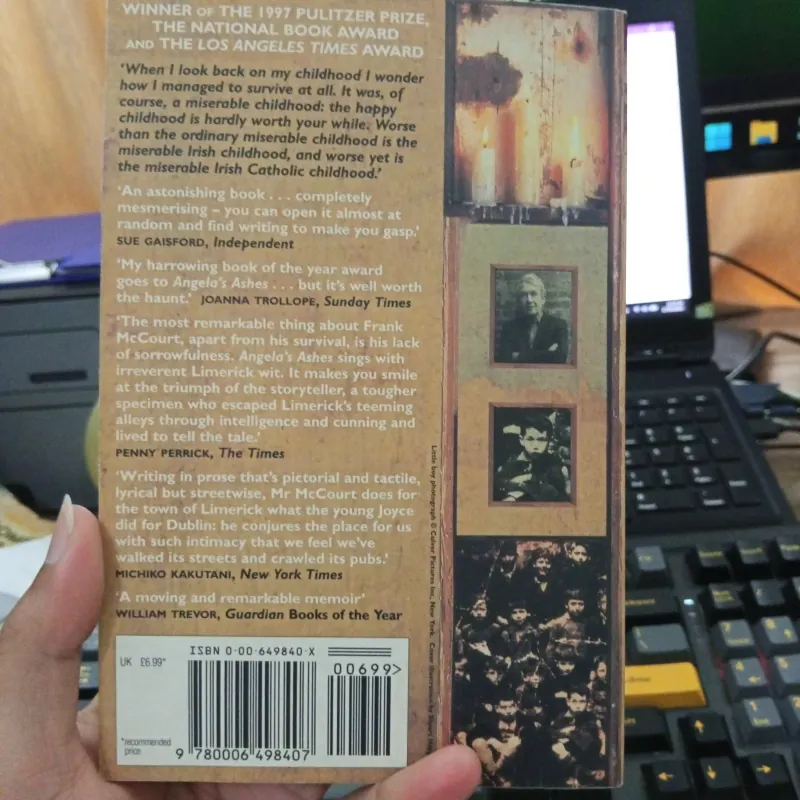 WINNER OF THE 1997 PULITZER PRIZE,
THE NATIONAL BOOK AWARD
AND THE LOS ANGELES TIMES AWARD
‘When I look back on my childhood I wonder
how I managed to survive at all. It was, of
course, a miserable childhood: the happy
childhood is hardly worth your while. Worse
than the ordinary miserable childhood is the
miserable Irish childhood, and worse yet is
the miserable Irish Catholic childhood.’
‘An astonishing book . . . completely
mesmerising – you can open it almost at
random and find writing to make you gasp.’
SUE GAISFORD, Independent
‘My harrowing book of the year award
goes to Angela's Ashes . . . but it's well worth
the haunt.’ JOANNA TROLLOPE, Sunday Times
‘The most remarkable thing about Frank
McCourt, apart from his survival, is his lack
of sorrowfulness. Angela's Ashes sings with
irreverent Limerick wit. It makes you smile
at the triumph of the storyteller, a tougher
specimen who escaped Limerick's teeming
alleys through intelligence and cunning and
lived to tell the tale.’
PENNY PERRICK, The Times
‘Writing in prose that's pictorial and tactile,
lyrical but streetwise, Mr McCourt does for
the town of Limerick what the young Joyce
did for Dublin: he conjures the place for us
with such intimacy that we feel we've
walked its streets and crawled its pubs.’
MICHIKO KAKUTANI, New York Times
‘A moving and remarkable memoir’
WILLIAM TREVOR, Guardian Books of the Year
Little boy photograph © Culver Pictures Inc, New York. Cover illustration by
ISBN 0-00-649840-X
UK £6.99*
00699>
*recommended
price
9 780006 498407